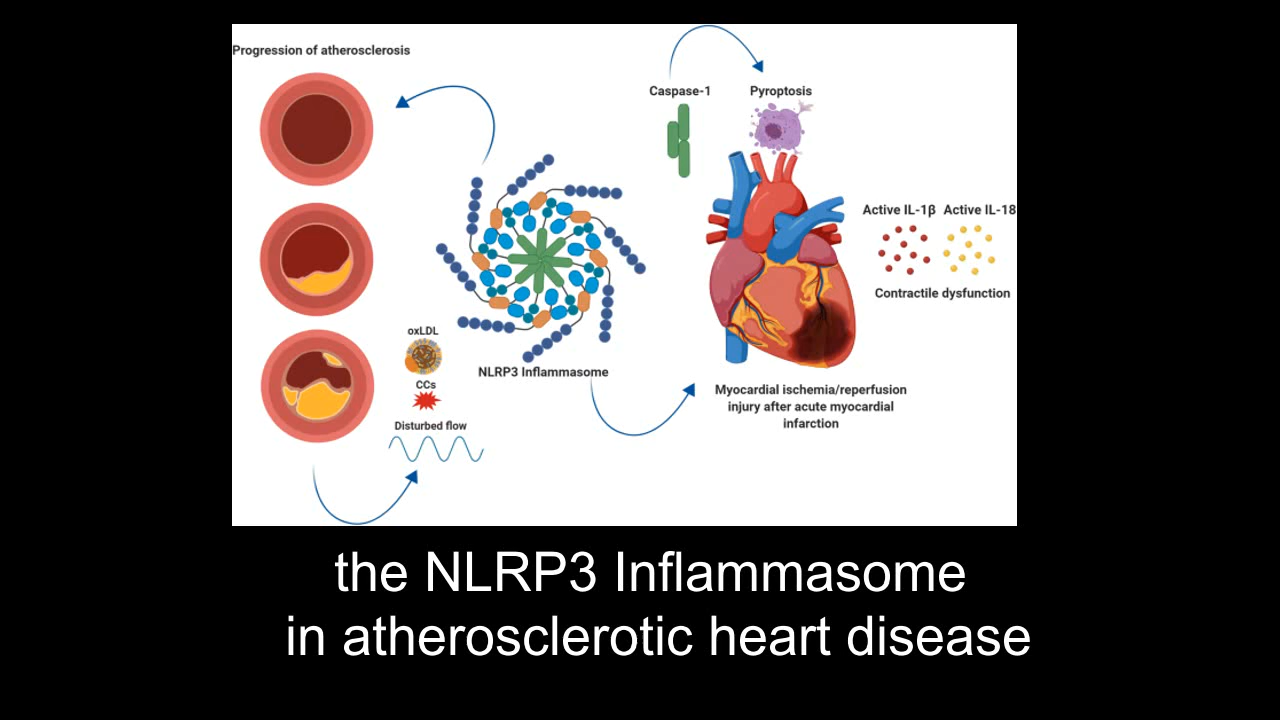 Progression of atherosclerosis
Caspase-1
Pyroptosis
Active IL-1β
Active IL-18
Contractile dysfunction
oxLDL
CCs
Disturbed flow
NLRP3 Inflammasome
Myocardial ischemia/reperfusion
injury after acute myocardial
infarction
the NLRP3 Inflammasome
in atherosclerotic heart disease